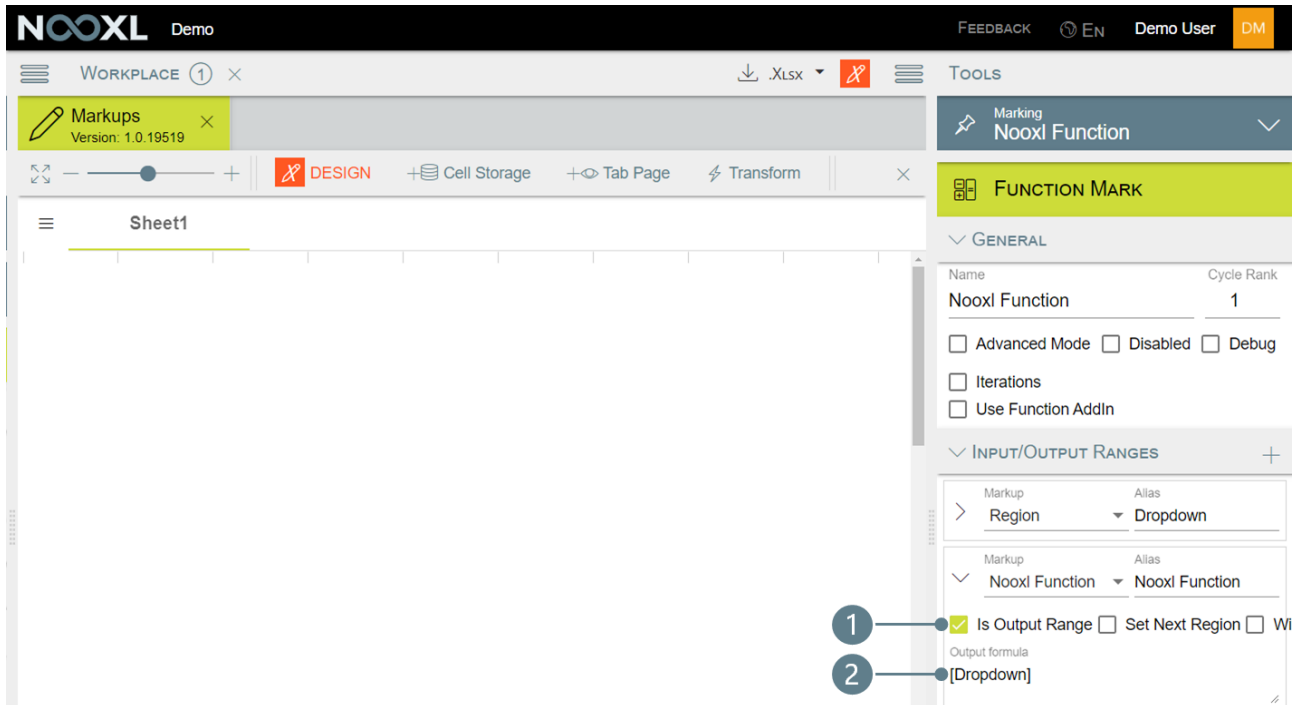 NOOXL Demo FEEDBACK EN Demo User DM
WORKPLACE 1 .XLSX TOOLS
Markups
Version: 1.0.19519
Marking
Nooxl Function
DESIGN Cell Storage Tab Page Transform
FUNCTION MARK
Sheet1
GENERAL
Name Cycle Rank
Nooxl Function 1
Advanced Mode Disabled Debug
Iterations
Use Function AddIn
INPUT/OUTPUT RANGES
Markup Alias
Region Dropdown
Markup Alias
Nooxl Function Nooxl Function
1 Is Output Range Set Next Region Wi
Output formula
2 [Dropdown]